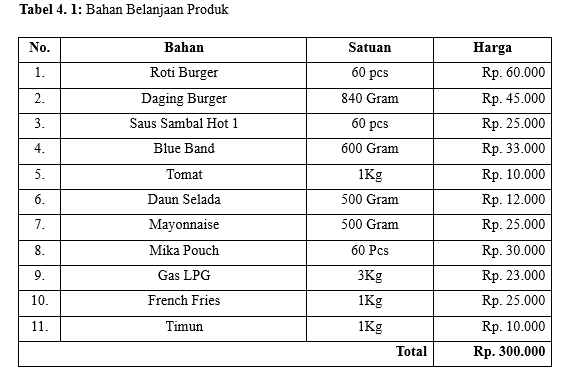 Tabel 4. 1: Bahan Belanjaan Produk
No. Bahan Satuan Harga
1. Roti Burger 60 pcs Rp. 60.000
2. Daging Burger 840 Gram Rp. 45.000
3. Saus Sambal Hot 1 60 pcs Rp. 25.000
4. Blue Band 600 Gram Rp. 33.000
5. Tomat 1Kg Rp. 10.000
6. Daun Selada 500 Gram Rp. 12.000
7. Mayonnaise 500 Gram Rp. 25.000
8. Mika Pouch 60 Pcs Rp. 30.000
9. Gas LPG 3Kg Rp. 23.000
10. French Fries 1Kg Rp. 25.000
11. Timun 1Kg Rp. 10.000
Total Rp. 300.000